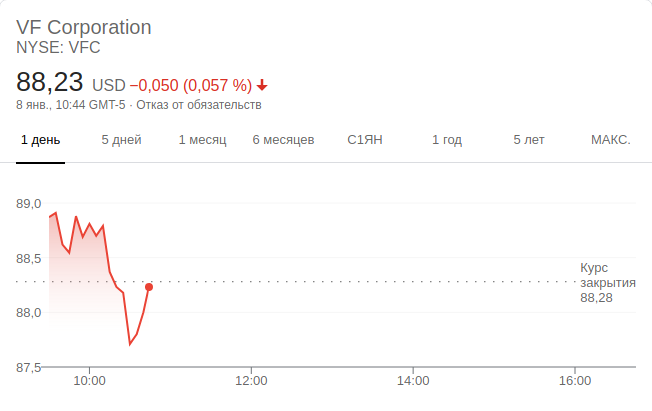 VF Corporation
NYSE: VFC
88,23 USD −0,050 (0,057 %)
8 янв., 10:44 GMT-5 · Отказ от обязательств
1 день 5 дней 1 месяц 6 месяцев С1ЯН 1 год 5 лет МАКС.
89,0
88,5
Курс
закрытия
88,28
88,0
87,5
10:00 12:00 14:00 16:00